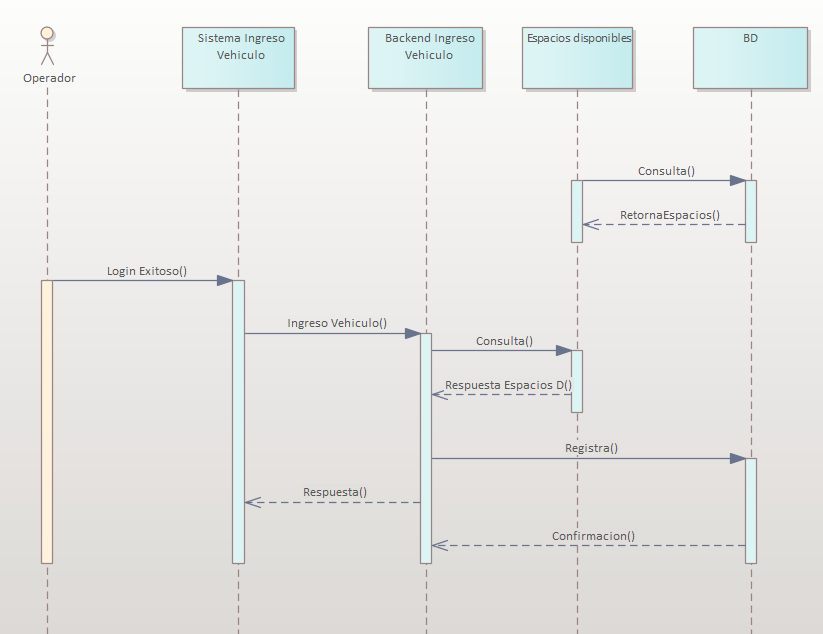 Sistema Ingreso
Vehiculo
Backend Ingreso
Vehiculo
Espacios disponibles
BD
Operador
Consulta()
RetornaEspacios()
Login Exitoso()
Ingreso Vehiculo()
Consulta()
Respuesta Espacios D()
Registra()
Respuesta()
Confirmacion()